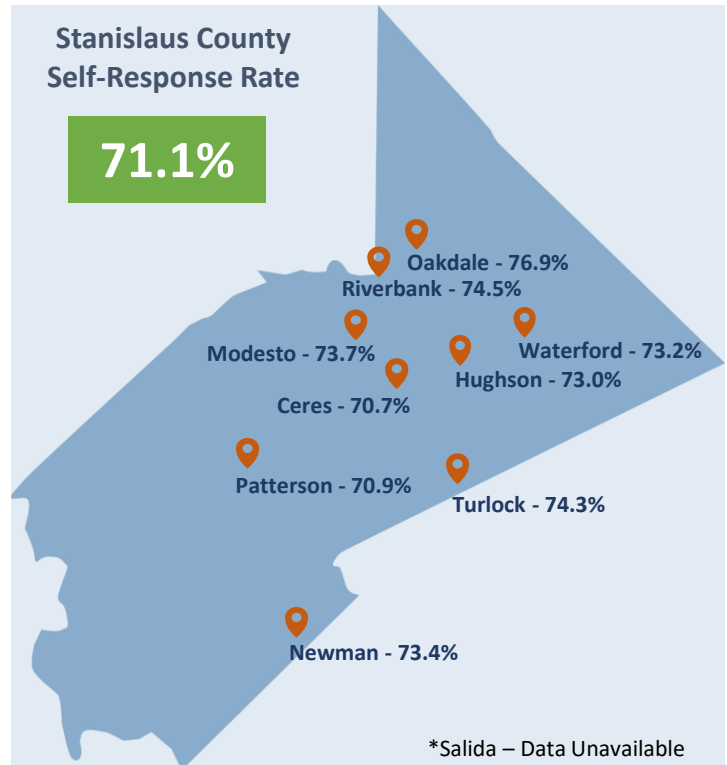 Stanislaus County
Self-Response Rate
71.1%
Oakdale - 76.9%
Riverbank - 74.5%
Modesto - 73.7%
Waterford - 73.2%
Hughson - 73.0%
Ceres - 70.7%
Patterson - 70.9%
Turlock - 74.3%
Newman - 73.4%
*Salida – Data Unavailable